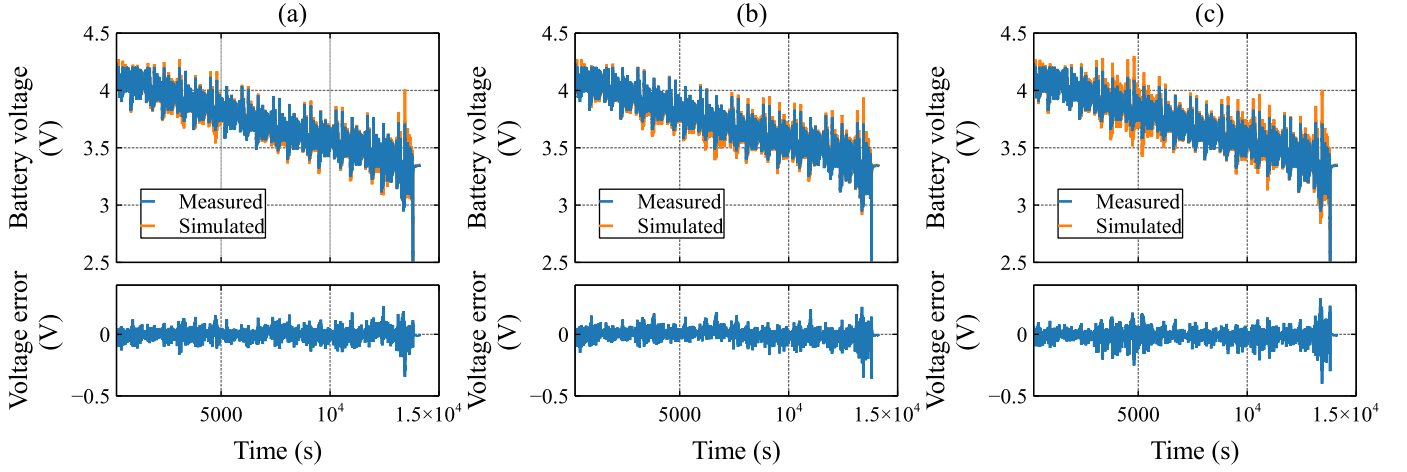 (a)
4.5
4
3.5
3
2.5
Battery voltage
(V)
Measured
Simulated
0
−0.5
Voltage error
(V)
5000
10⁴
1.5×10⁴
Time (s)
(b)
4.5
4
3.5
3
2.5
Battery voltage
(V)
Measured
Simulated
0
−0.5
Voltage error
(V)
5000
10⁴
1.5×10⁴
Time (s)
(c)
4.5
4
3.5
3
2.5
Battery voltage
(V)
Measured
Simulated
0
−0.5
Voltage error
(V)
5000
10⁴
1.5×10⁴
Time (s)